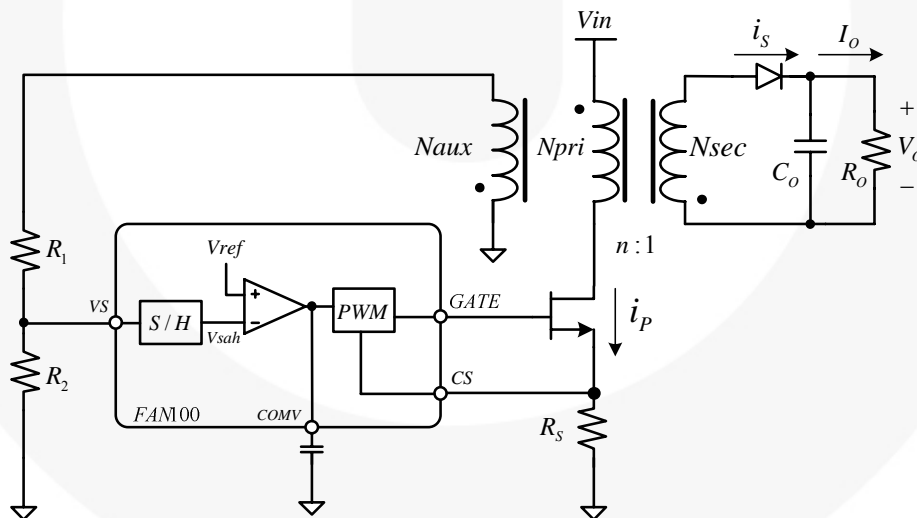 Vin
i_S
I_O
Naux
Npri
Nsec
C_O
R_O
+
V_O
−
n : 1
R_1
VS
Vref
S / H
Vsah
+
−
PWM
GATE
i_P
R_2
CS
FAN100
COMV
R_S